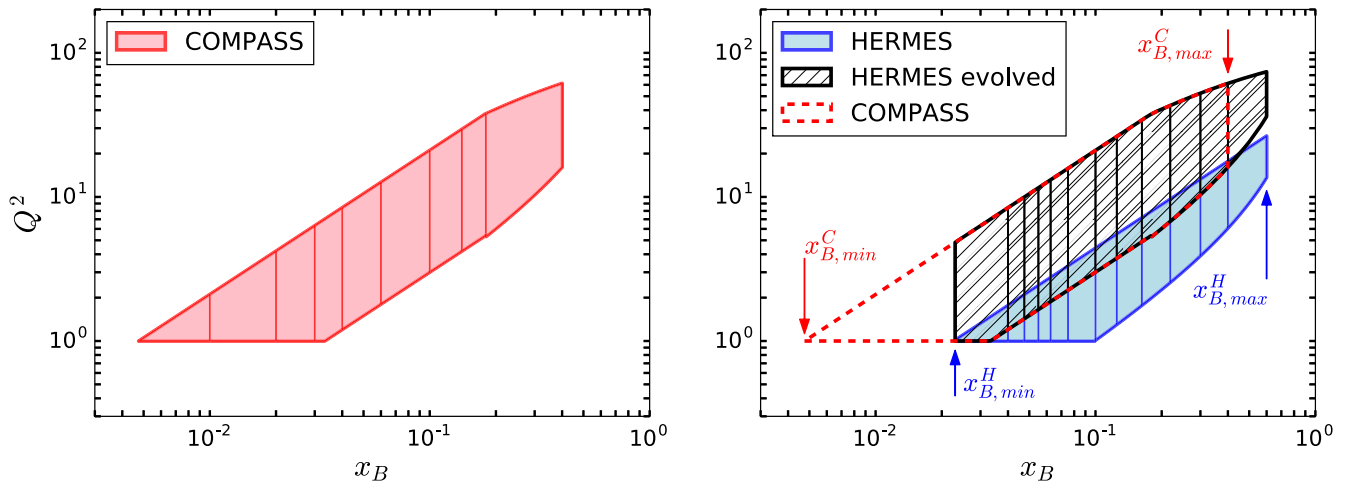 COMPASS
10^2
10^1
10^0
Q^2
10^-2
10^-1
10^0
x_B
HERMES
HERMES evolved
COMPASS
x^C_{B, max}
10^2
10^1
10^0
x^C_{B, min}
x^H_{B, max}
x^H_{B, min}
10^-2
10^-1
10^0
x_B